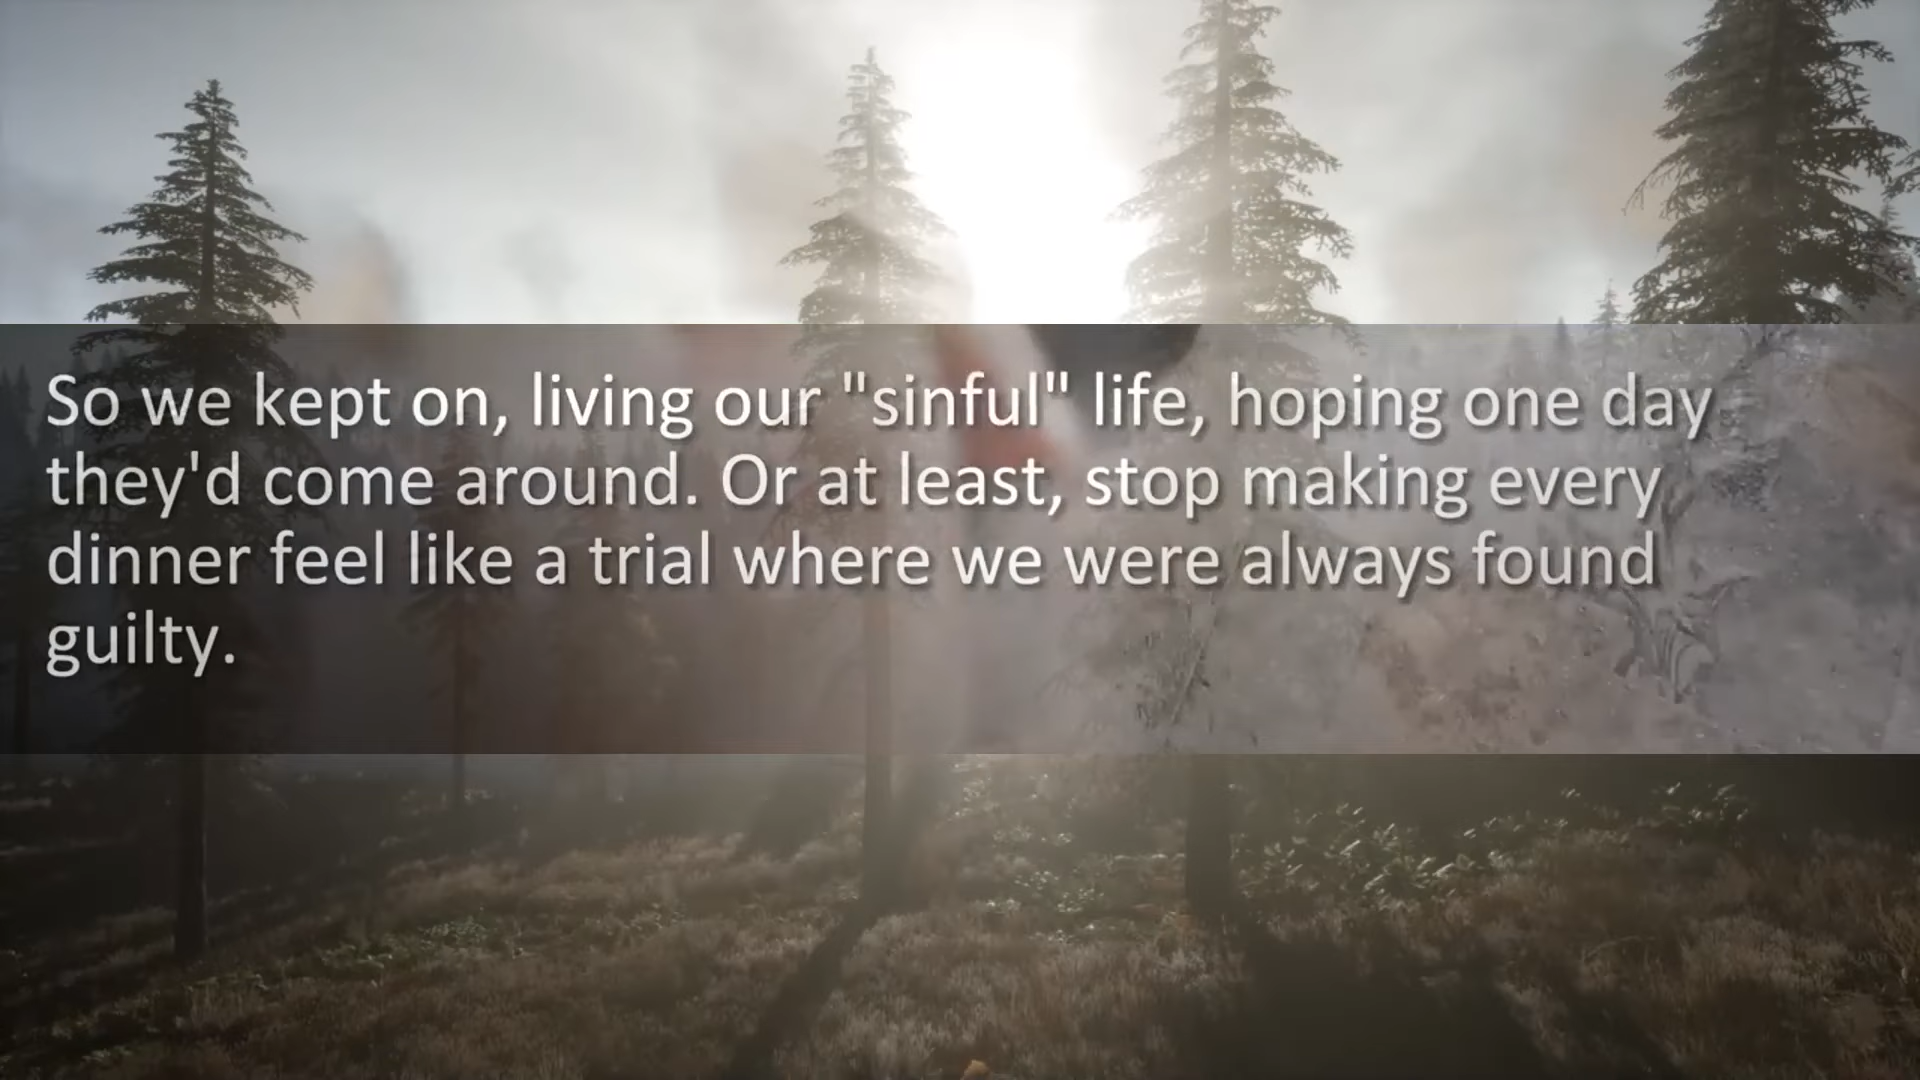 So we kept on, living our "sinful" life, hoping one day
they'd come around. Or at least, stop making every
dinner feel like a trial where we were always found
guilty.